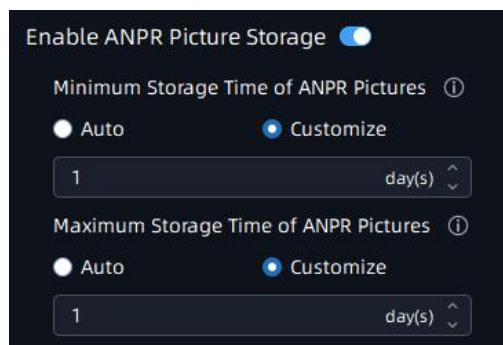 Enable ANPR Picture Storage
Minimum Storage Time of ANPR Pictures
Auto Customize
1 day(s)
Maximum Storage Time of ANPR Pictures
Auto Customize
1 day(s)